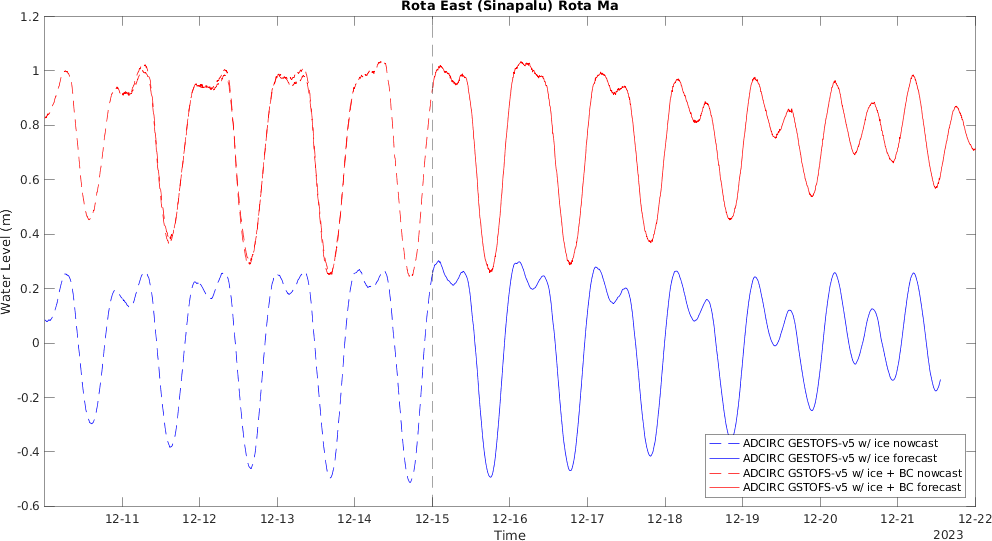 Rota East (Sinapalu) Rota Ma
1.2
1
0.8
0.6
0.4
0.2
0
-0.2
-0.4
-0.6
Water Level (m)
ADCIRC GESTOFS-v5 w/ ice nowcast
ADCIRC GESTOFS-v5 w/ ice forecast
ADCIRC GSTOFS-v5 w/ ice + BC nowcast
ADCIRC GSTOFS-v5 w/ ice + BC forecast
12-11 12-12 12-13 12-14 12-15 12-16 12-17 12-18 12-19 12-20 12-21 12-22
Time
2023